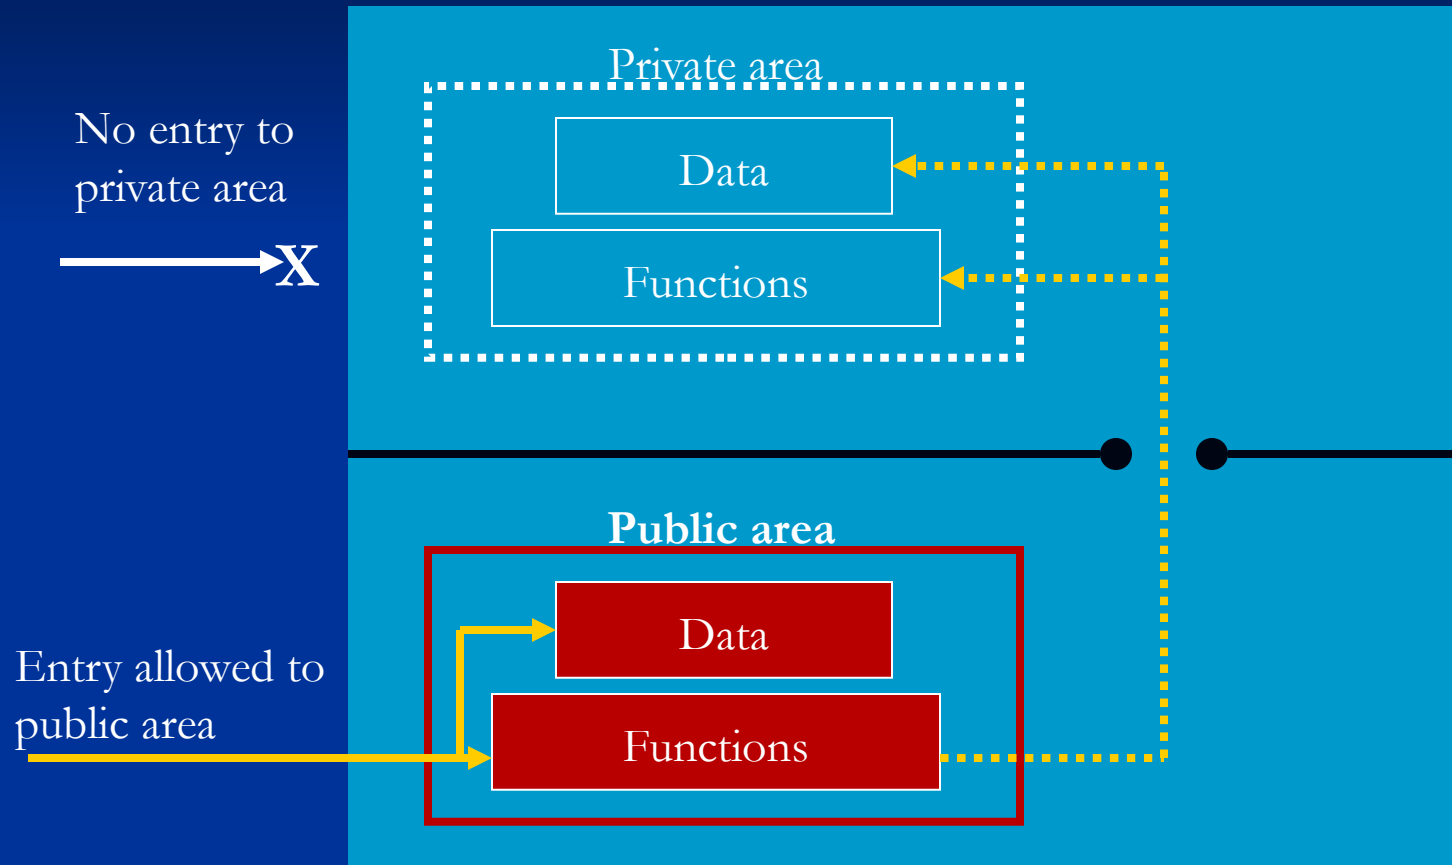 Private area
No entry to
private area
X
Data
Functions
Public area
Data
Entry allowed to
public area
Functions